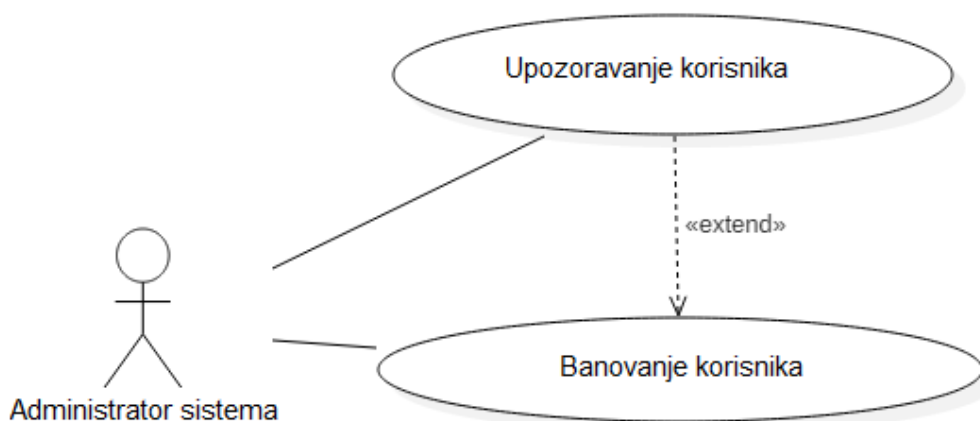 Upozoravanje korisnika
«extend»
Banovanje korisnika
Administrator sistema